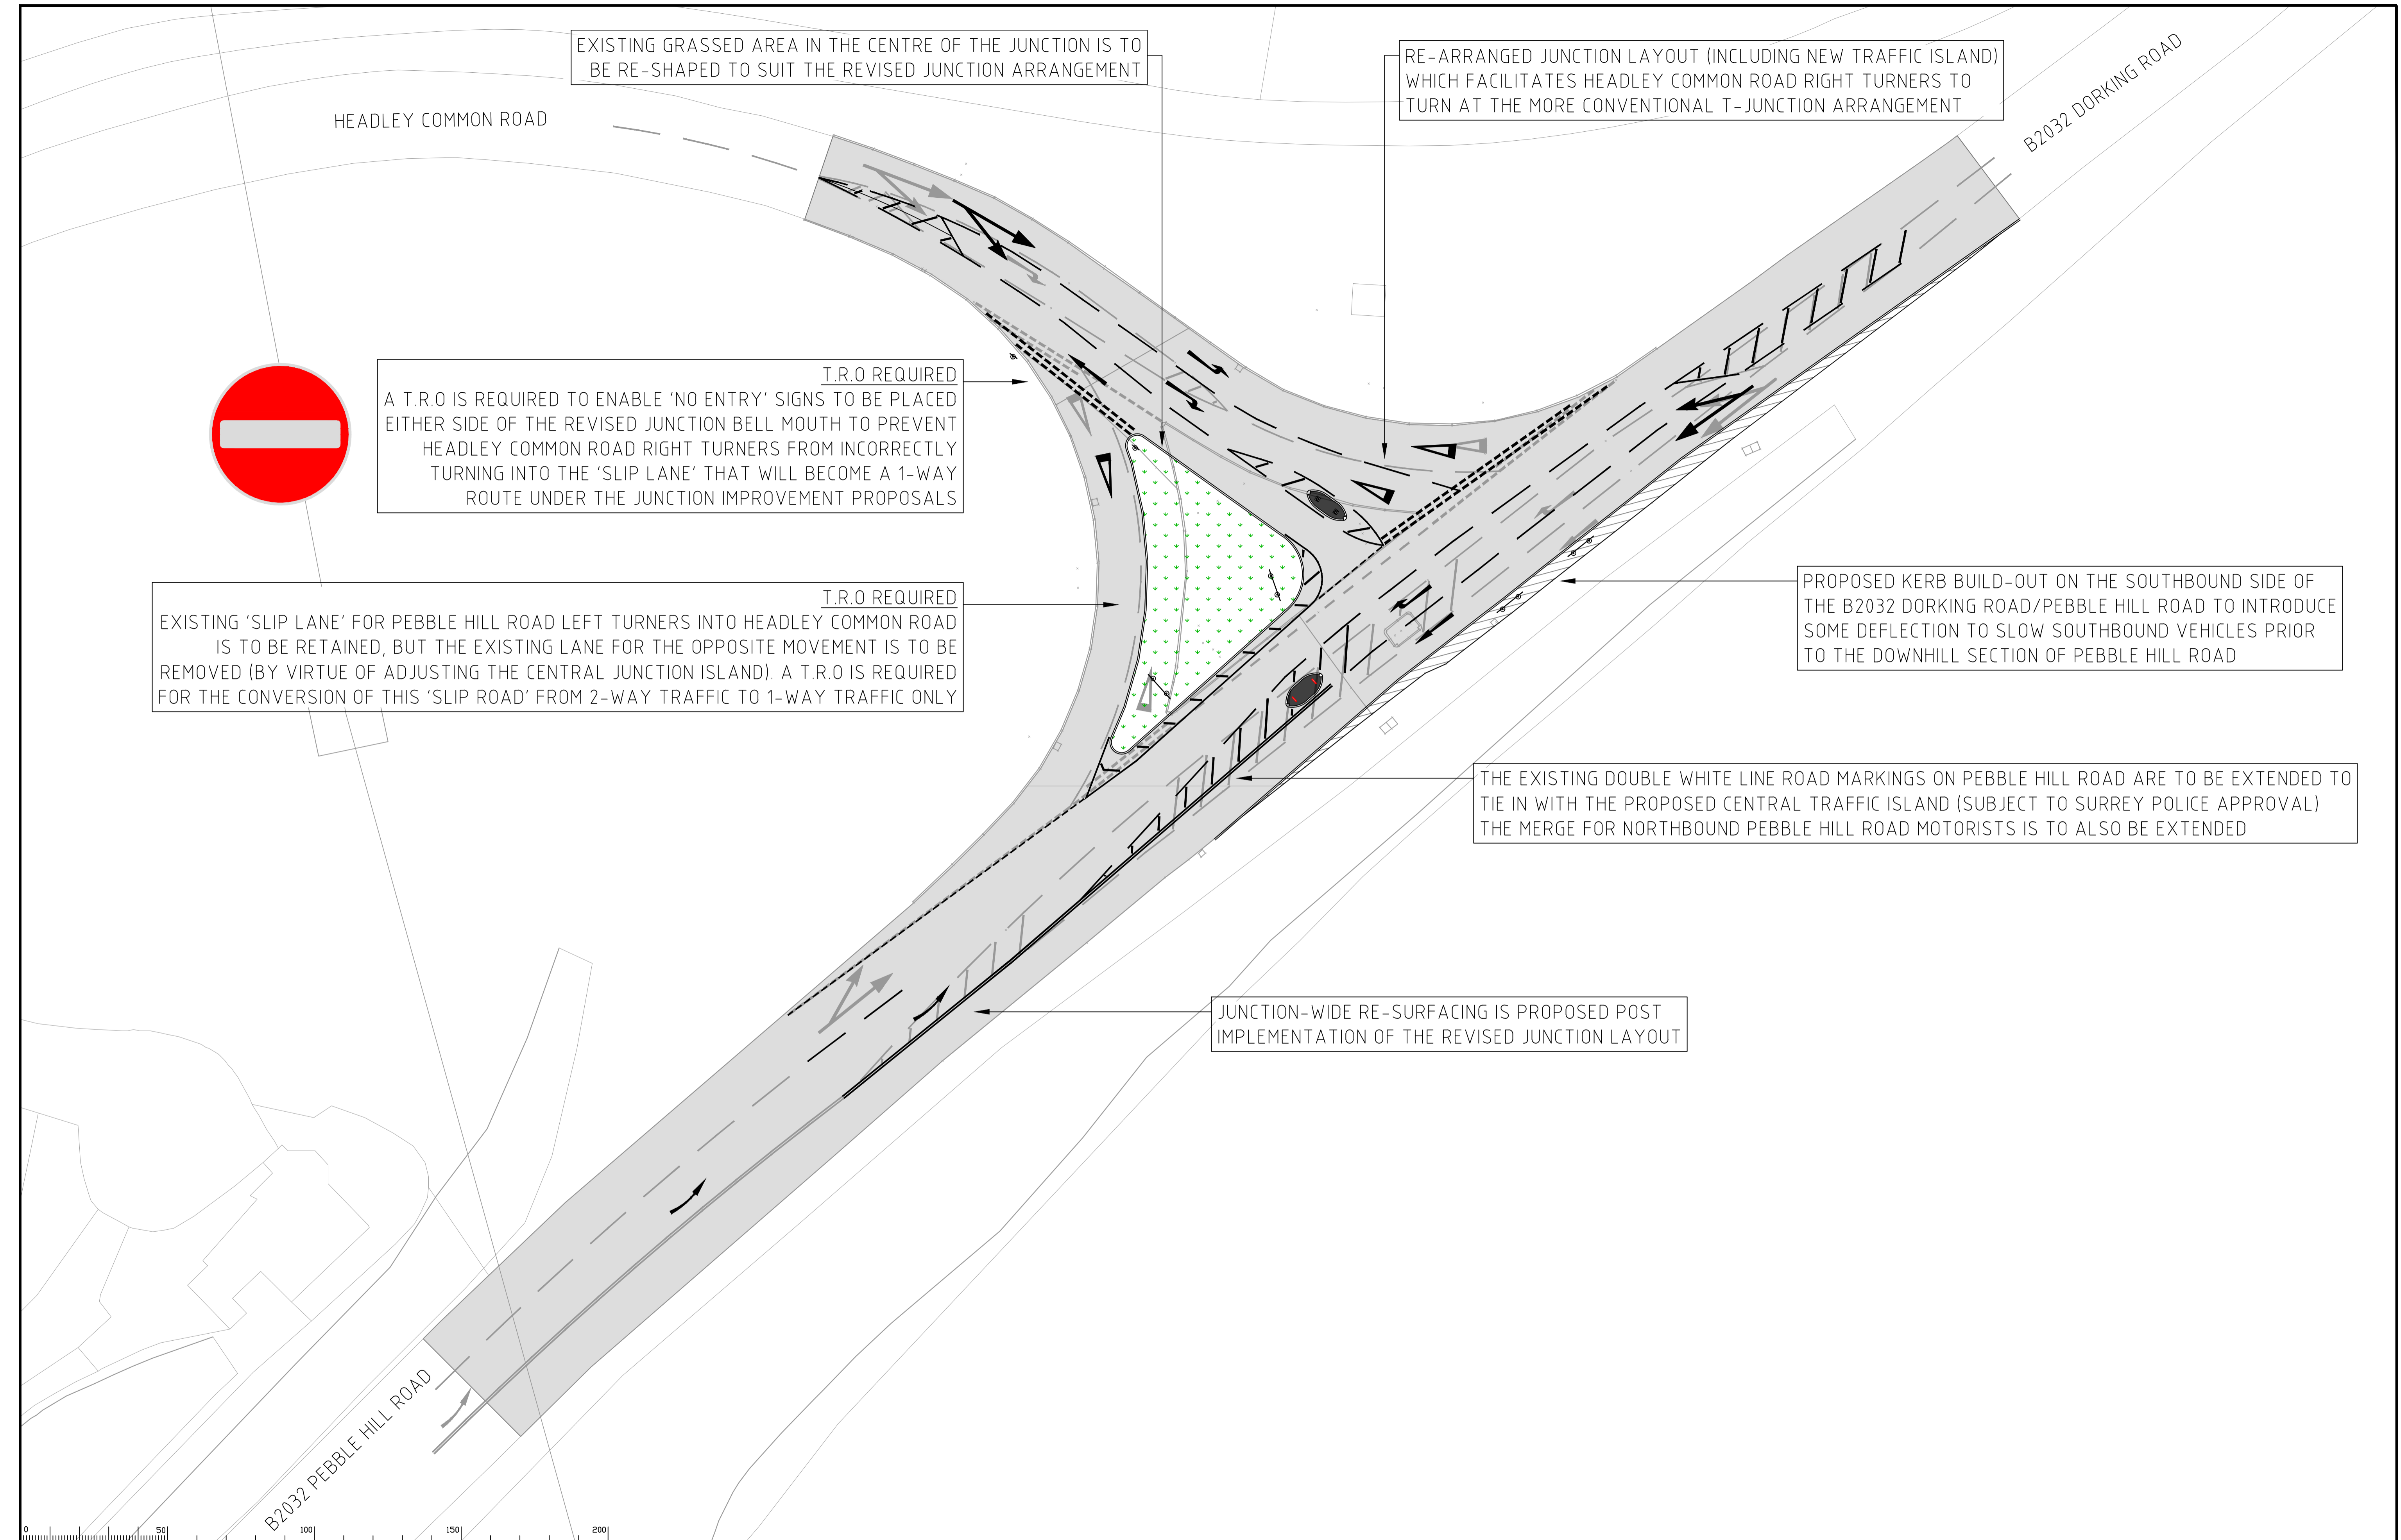 EXISTING GRASSED AREA IN THE CENTRE OF THE JUNCTION IS TO
BE RE-SHAPED TO SUIT THE REVISED JUNCTION ARRANGEMENT
RE-ARRANGED JUNCTION LAYOUT (INCLUDING NEW TRAFFIC ISLAND)
WHICH FACILITATES HEADLEY COMMON ROAD RIGHT TURNERS TO
TURN AT THE MORE CONVENTIONAL T-JUNCTION ARRANGEMENT
B2032 DORKING ROAD
HEADLEY COMMON ROAD
T.R.O REQUIRED
A T.R.O IS REQUIRED TO ENABLE 'NO ENTRY' SIGNS TO BE PLACED
EITHER SIDE OF THE REVISED JUNCTION BELL MOUTH TO PREVENT
HEADLEY COMMON ROAD RIGHT TURNERS FROM INCORRECTLY
TURNING INTO THE 'SLIP LANE' THAT WILL BECOME A 1-WAY
ROUTE UNDER THE JUNCTION IMPROVEMENT PROPOSALS
T.R.O REQUIRED
EXISTING 'SLIP LANE' FOR PEBBLE HILL ROAD LEFT TURNERS INTO HEADLEY COMMON ROAD
IS TO BE RETAINED, BUT THE EXISTING LANE FOR THE OPPOSITE MOVEMENT IS TO BE
REMOVED (BY VIRTUE OF ADJUSTING THE CENTRAL JUNCTION ISLAND). A T.R.O IS REQUIRED
FOR THE CONVERSION OF THIS 'SLIP ROAD' FROM 2-WAY TRAFFIC TO 1-WAY TRAFFIC ONLY
PROPOSED KERB BUILD-OUT ON THE SOUTHBOUND SIDE OF
THE B2032 DORKING ROAD/PEBBLE HILL ROAD TO INTRODUCE
SOME DEFLECTION TO SLOW SOUTHBOUND VEHICLES PRIOR
TO THE DOWNHILL SECTION OF PEBBLE HILL ROAD
THE EXISTING DOUBLE WHITE LINE ROAD MARKINGS ON PEBBLE HILL ROAD ARE TO BE EXTENDED TO
TIE IN WITH THE PROPOSED CENTRAL TRAFFIC ISLAND (SUBJECT TO SURREY POLICE APPROVAL)
THE MERGE FOR NORTHBOUND PEBBLE HILL ROAD MOTORISTS IS TO ALSO BE EXTENDED
JUNCTION-WIDE RE-SURFACING IS PROPOSED POST
IMPLEMENTATION OF THE REVISED JUNCTION LAYOUT
B2032 PEBBLE HILL ROAD
0 50 100 150 200